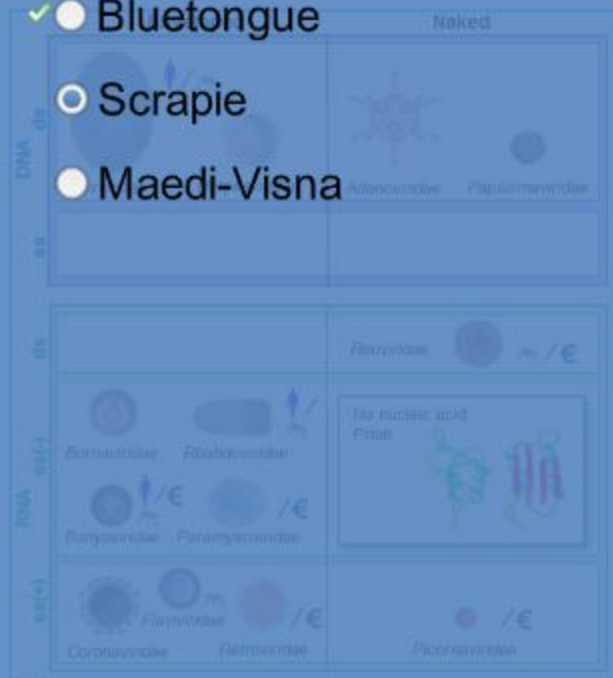 Bluetongue
Naked
Scrapie
Maedi-Visna
DNA
ds
Adenoviridae Papillomaviridae
ss
ds
Reoviridae
/€
RNA
ss(-)
Bornaviridae Rhabdoviridae
No nucleic acid
Prion
/€ /€
Bunyaviridae Paramyxoviridae
ss(+)
Flaviviridae
/€ /€
Coronaviridae Retroviridae Picornaviridae